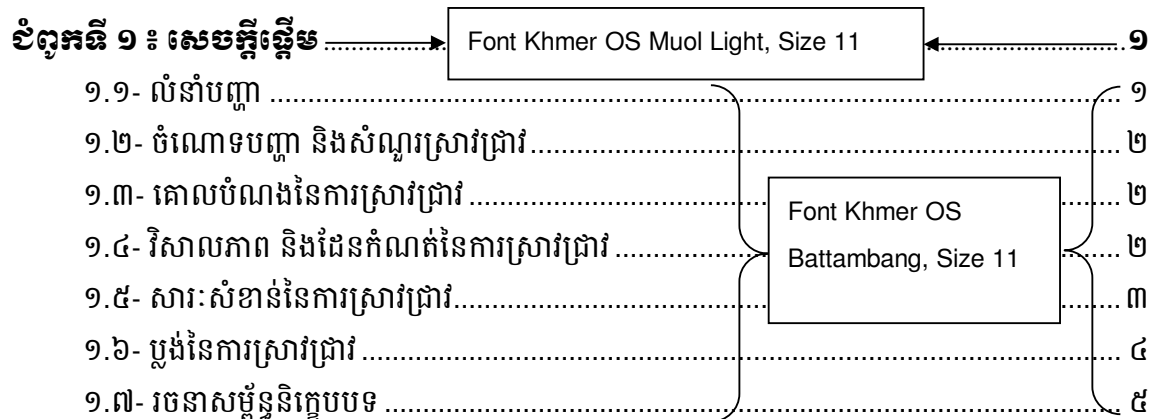 ជំពូកទី ១ ៖ សេចក្តីផ្តើម ................ Font Khmer OS Muol Light, Size 11 ................ ១
១.១- លំនាំបញ្ហា ................ ១
១.២- ចំណោទបញ្ហា និងសំណួរស្រាវជ្រាវ ................ ២
១.៣- គោលបំណងនៃការស្រាវជ្រាវ ................ ២
Font Khmer OS
១.៤- វិសាលភាព និងដែនកំណត់នៃការស្រាវជ្រាវ ................ ២
Battambang, Size 11
១.៥- សារៈសំខាន់នៃការស្រាវជ្រាវ ................ ៣
១.៦- ប្លង់នៃការស្រាវជ្រាវ ................ ៤
១.៧- រចនាសម្ព័ន្ធនិក្ខេបបទ ................ ៥